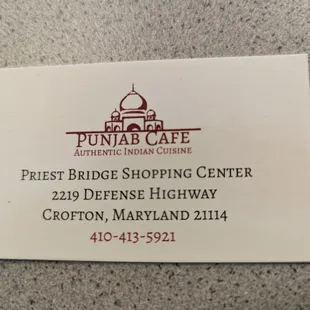 Punjab Cafe
Authentic Indian Cuisine
Priest Bridge Shopping Center
2219 Defense Highway
Crofton, Maryland 21114
410-413-5921